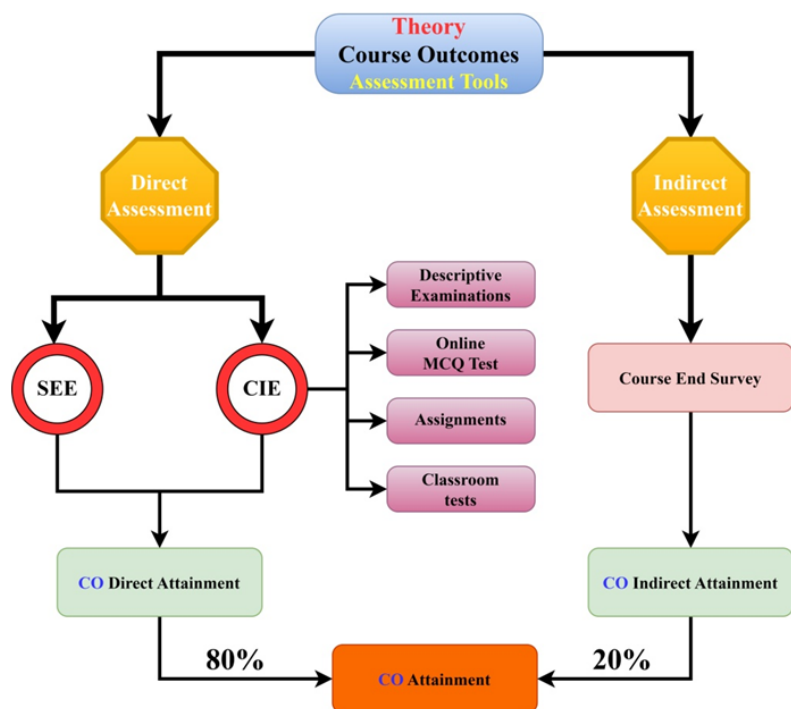 Theory
Course Outcomes
Assessment Tools
Direct
Assessment
Indirect
Assessment
Descriptive
Examinations
Online
MCQ Test
SEE
CIE
Course End Survey
Assignments
Classroom
tests
CO Direct Attainment
CO Indirect Attainment
80%
20%
CO Attainment